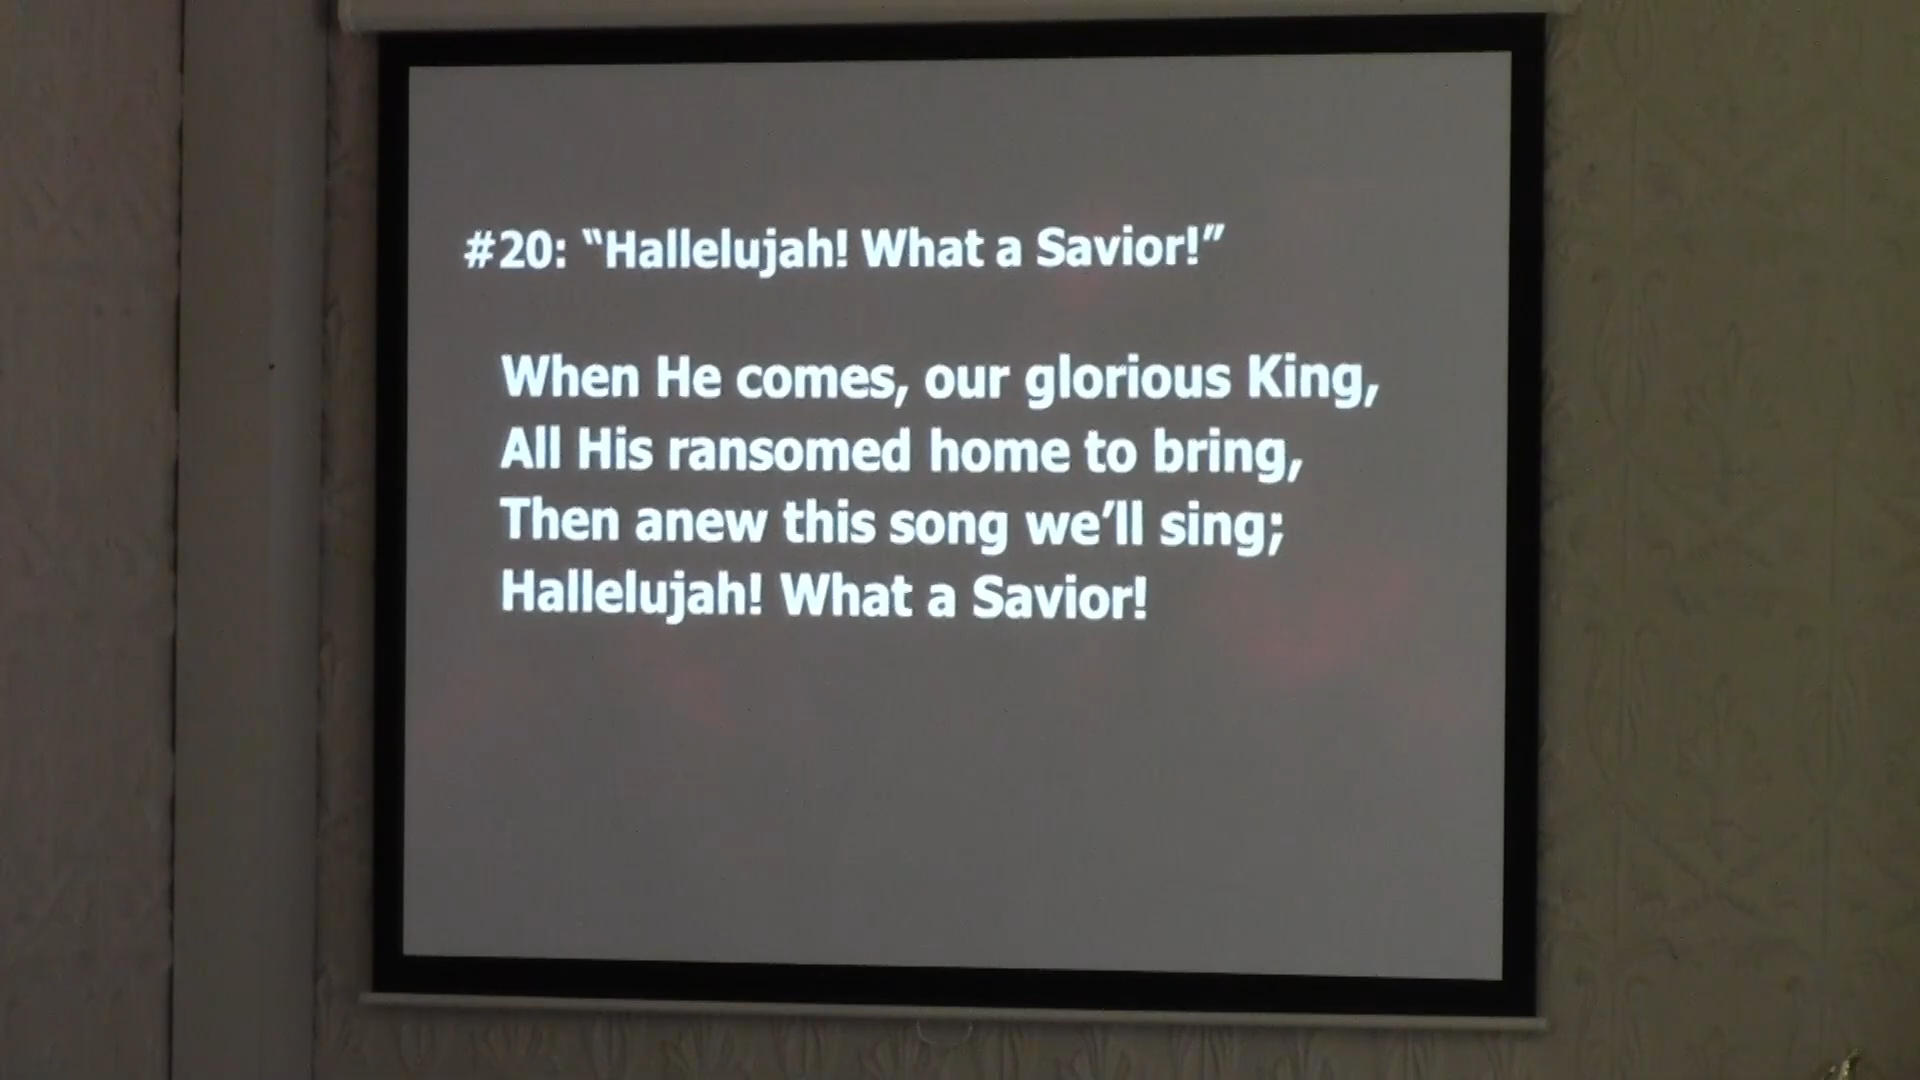 #20: “Hallelujah! What a Savior!”
When He comes, our glorious King,
All His ransomed home to bring,
Then anew this song we’ll sing;
Hallelujah! What a Savior!